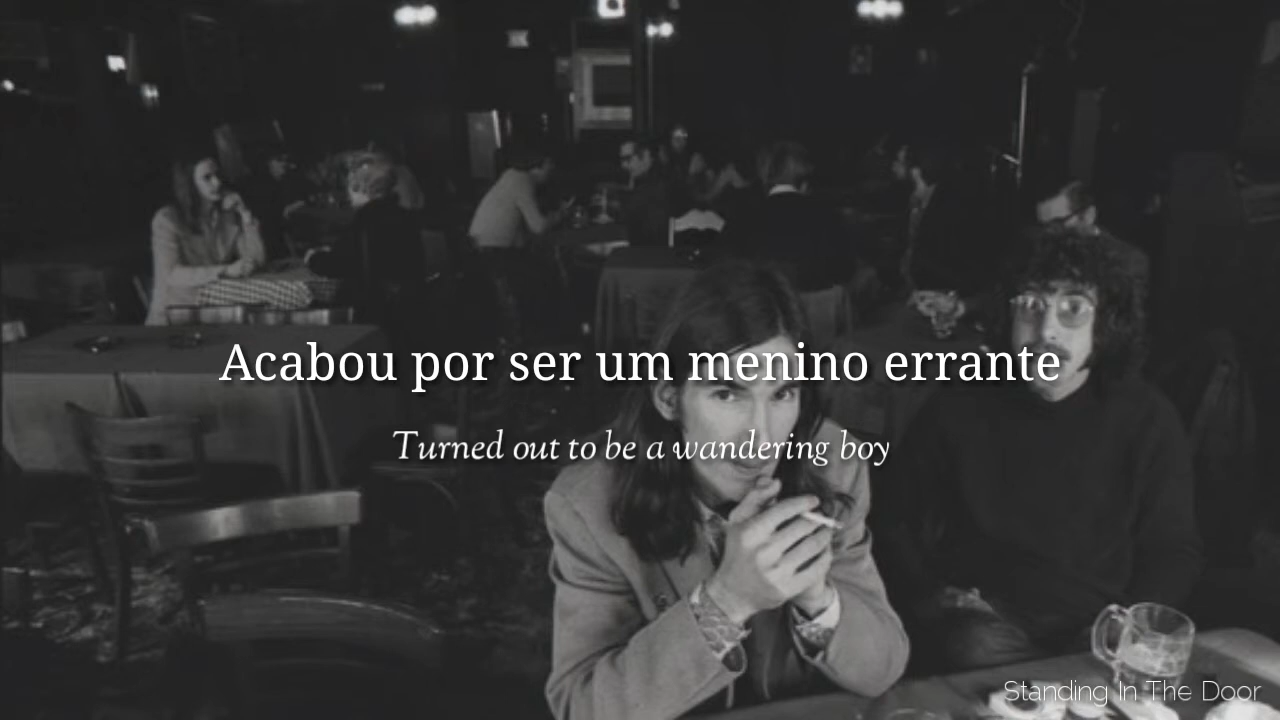 Acabou por ser um menino errante
Turned out to be a wandering boy
Standing In The Door